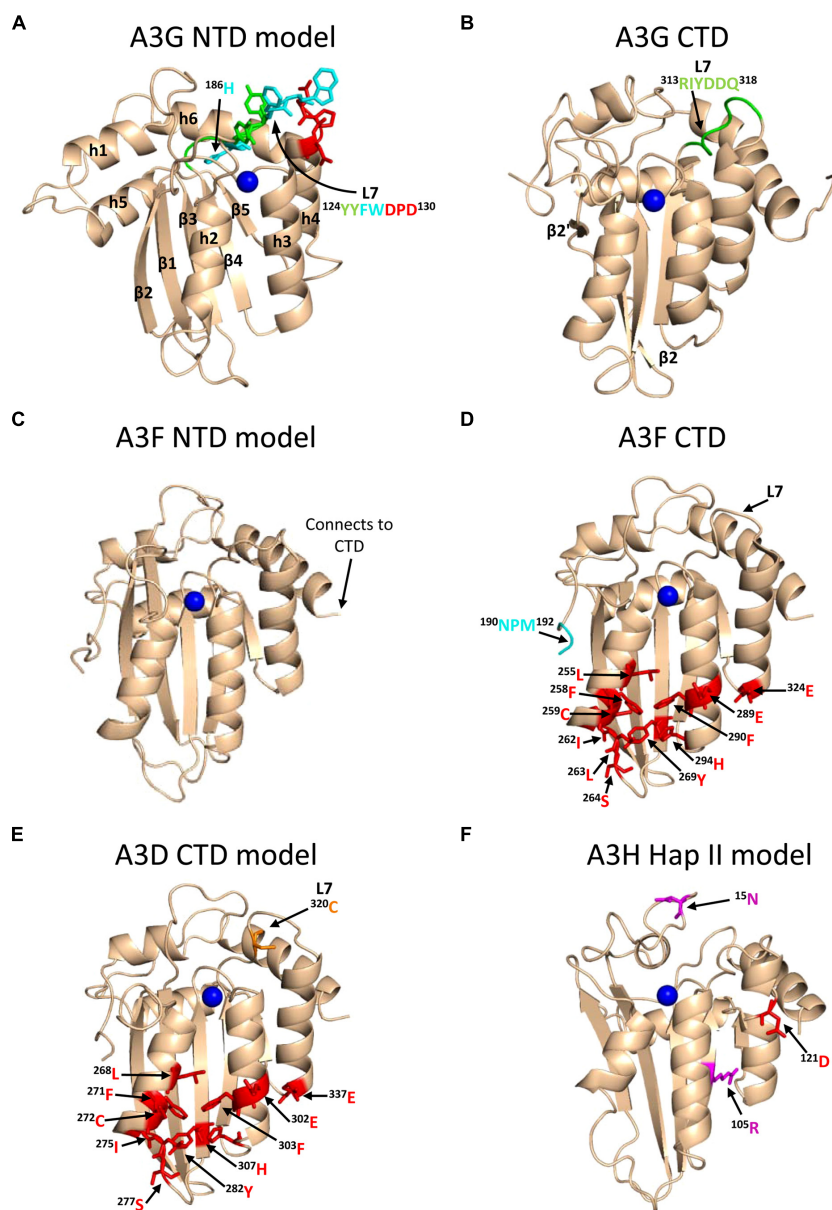 A
A3G NTD model
¹⁸⁶H
h6
h1
h5
L7
¹²⁴YYFWDPD¹³⁰
β3
β5
h4
h2
h3
β1
β4
β2
B
A3G CTD
L7
³¹³RIYDDQ³¹⁸
β2'
β2
C
A3F NTD model
Connects to
CTD
D
A3F CTD
L7
¹⁹⁰NPM¹⁹²
²⁵⁵L
²⁵⁸F
²⁵⁹C
²⁶²I
²⁶³L
²⁶⁴S
²⁶⁹Y
²⁹⁴H
²⁹⁰F
²⁸⁹E
³²⁴E
E
A3D CTD model
L7
³²⁰C
²⁶⁸L
²⁷¹F
²⁷²C
²⁷⁵I
²⁷⁷S
²⁸²Y
³⁰⁷H
³⁰³F
³⁰²E
³³⁷E
F
A3H Hap II model
¹⁵N
¹²¹D
¹⁰⁵R